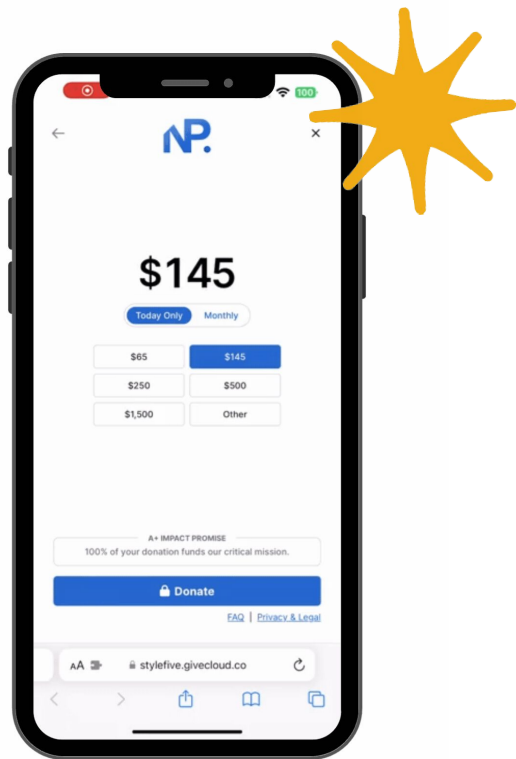 100
NP.
$145
Today Only Monthly
$65 $145
$250 $500
$1,500 Other
A+ IMPACT PROMISE
100% of your donation funds our critical mission.
Donate
FAQ | Privacy & Legal
AA stylefive.givecloud.co